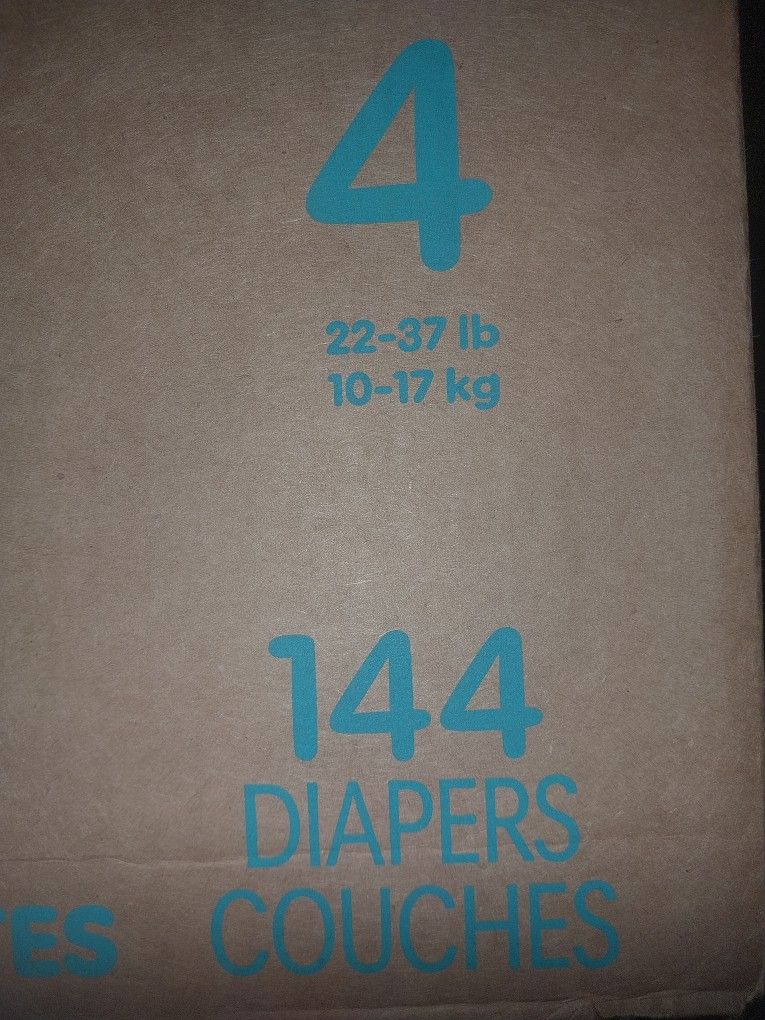 4
22-37 lb
10-17 kg
144
DIAPERS
COUCHES